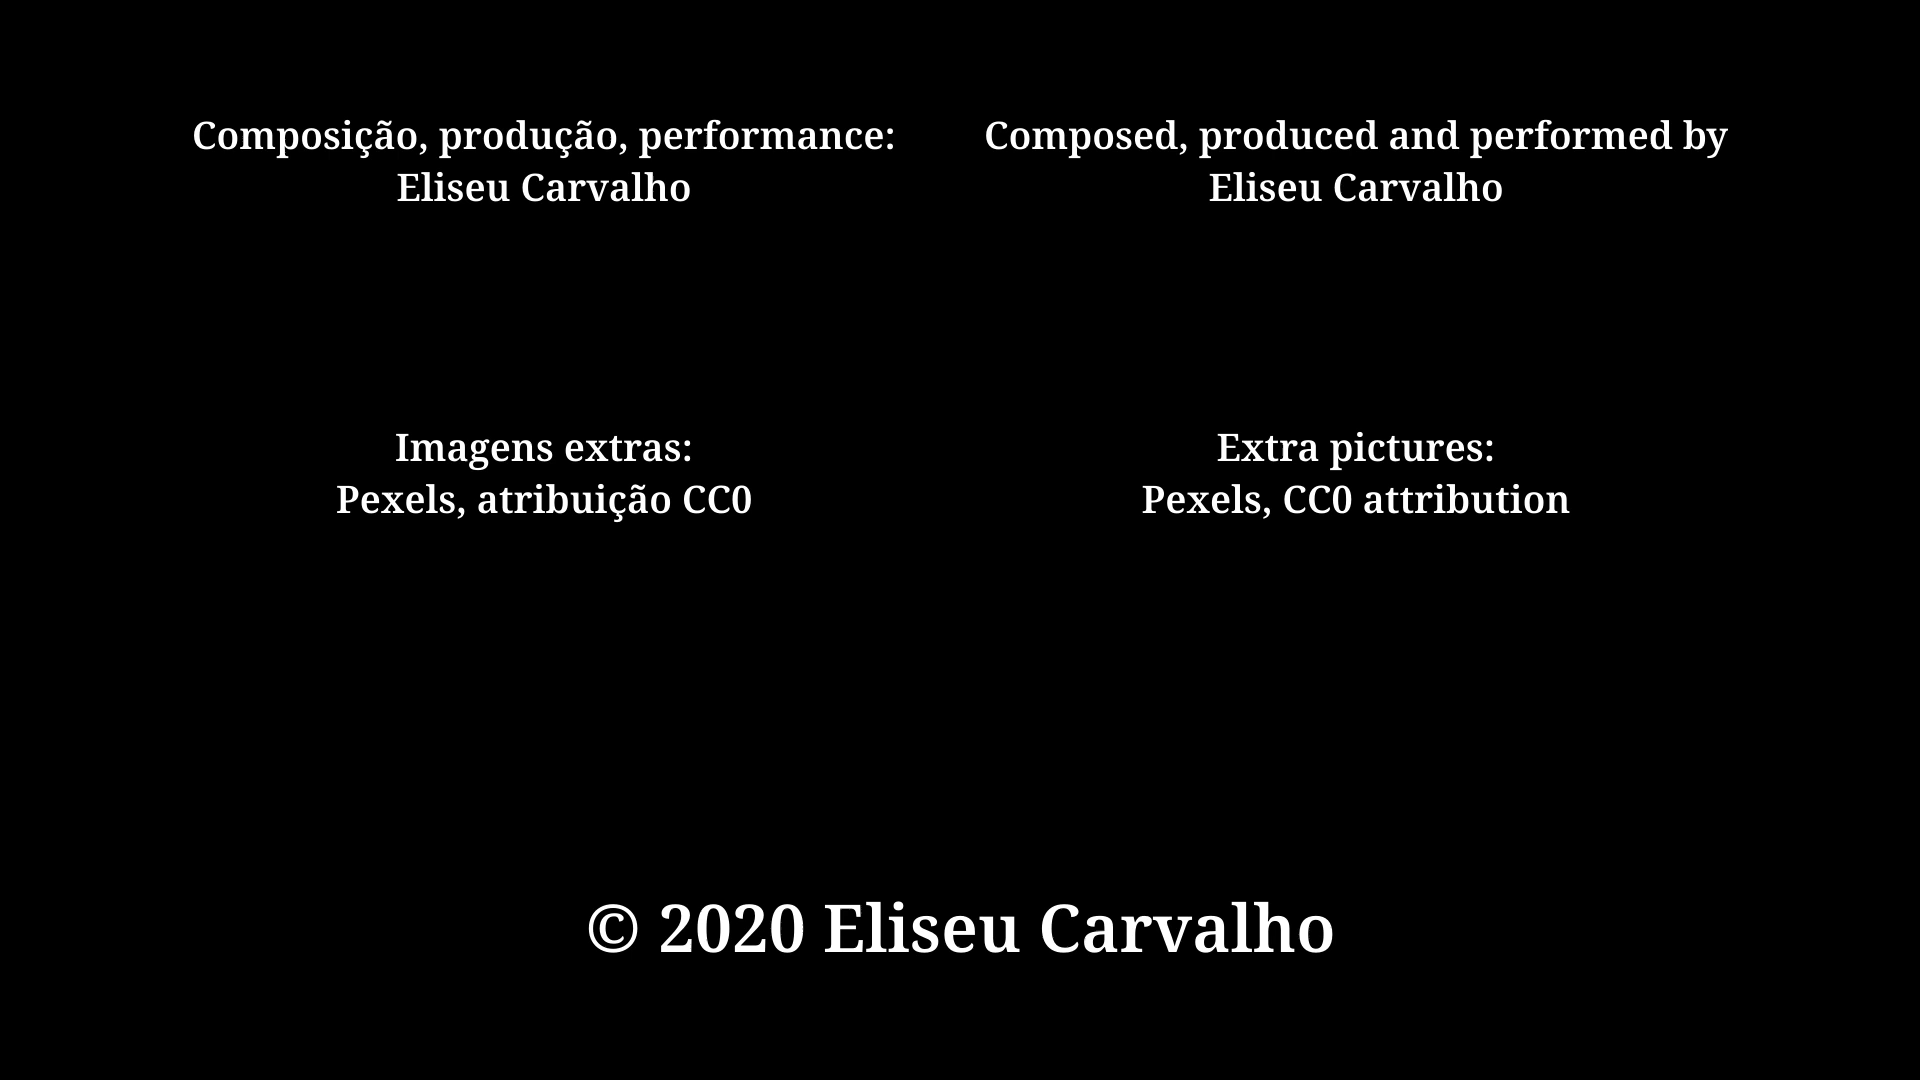 Composição, produção, performance:
Eliseu Carvalho
Composed, produced and performed by
Eliseu Carvalho
Imagens extras:
Pexels, atribuição CC0
Extra pictures:
Pexels, CC0 attribution
© 2020 Eliseu Carvalho